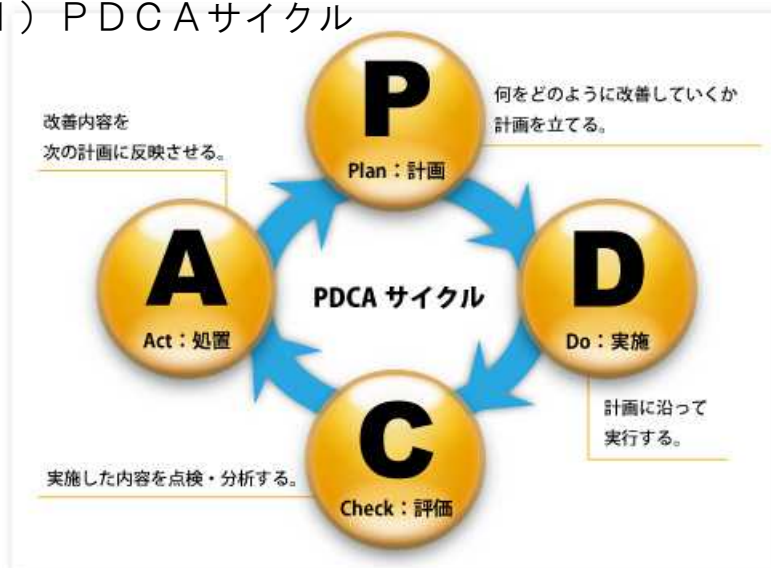 1）ＰＤＣＡサイクル
P
Plan：計画
何をどのように改善していくか
計画を立てる。
改善内容を
次の計画に反映させる。
A
Act：処置
PDCA サイクル
D
Do：実施
計画に沿って
実行する。
C
Check：評価
実施した内容を点検・分析する。